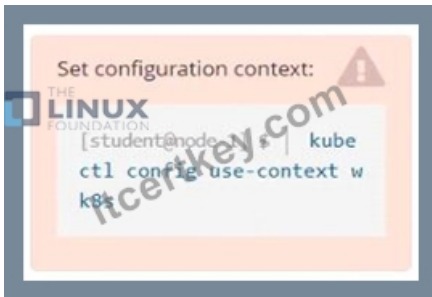 Set configuration context:
THE
LINUX
FOUNDATION
[student@node-1] $ | kube
ctl config use-context w
k8s
itcertkey.com